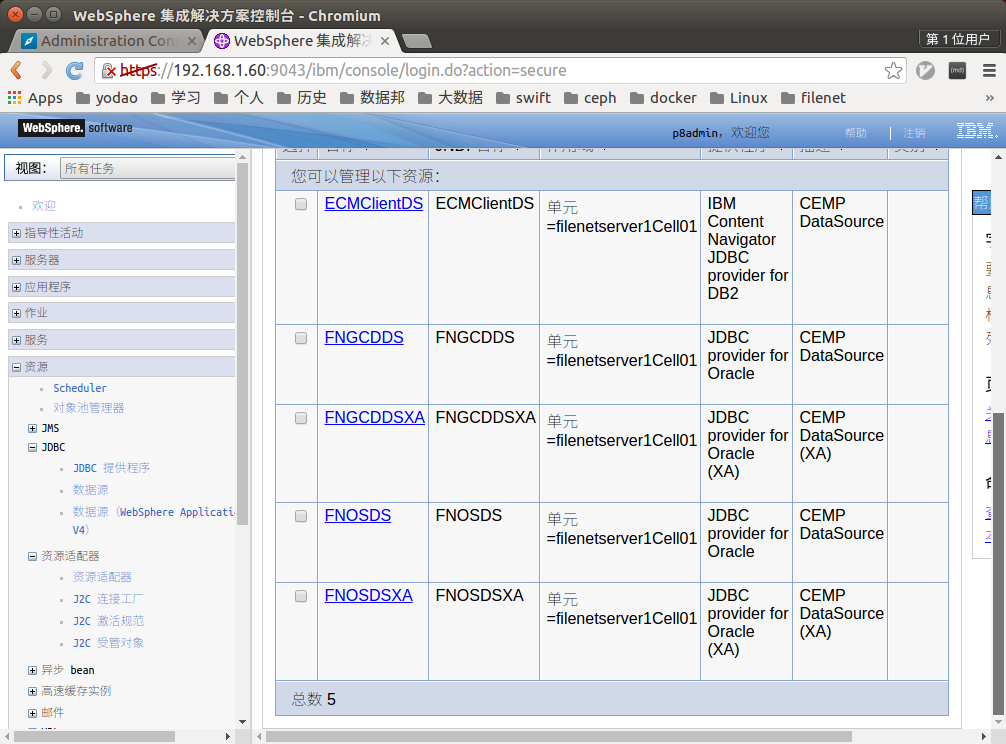 WebSphere 集成解决方案控制台 - Chromium
Administration Con
WebSphere 集成解决
第 1 位用户
https://192.168.1.60:9043/ibm/console/login.do?action=secure
Apps yodao 学习 个人 历史 数据邦 大数据 swift ceph docker Linux filenet »
WebSphere. software
p8admin, 欢迎您 帮助 | 注销 IBM.
视图: 所有任务
欢迎
指导性活动
服务器
应用程序
作业
服务
资源
Scheduler
对象池管理器
JMS
JDBC
JDBC 提供程序
数据源
数据源（WebSphere Applicati
V4）
资源适配器
资源适配器
J2C 连接工厂
J2C 激活规范
J2C 受管对象
异步 bean
高速缓存实例
邮件
您可以管理以下资源:
ECMClientDS ECMClientDS 单元 IBM CEMP
=filenetserver1Cell01 Content DataSource
Navigator
JDBC
provider for
DB2
FNGCDDS FNGCDDS 单元 JDBC CEMP
=filenetserver1Cell01 provider for DataSource
Oracle
FNGCDDSXA FNGCDDSXA 单元 JDBC CEMP
=filenetserver1Cell01 provider for DataSource
Oracle (XA)
(XA)
FNOSDS FNOSDS 单元 JDBC CEMP
=filenetserver1Cell01 provider for DataSource
Oracle
FNOSDSXA FNOSDSXA 单元 JDBC CEMP
=filenetserver1Cell01 provider for DataSource
Oracle (XA)
(XA)
总数 5